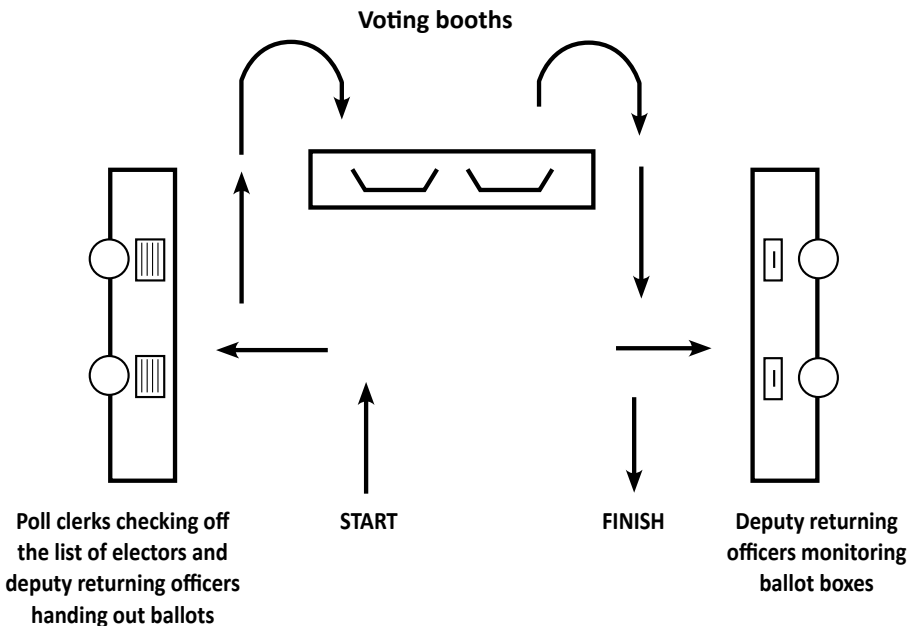 Voting booths
Poll clerks checking off
the list of electors and
deputy returning officers
handing out ballots
START
FINISH
Deputy returning
officers monitoring
ballot boxes